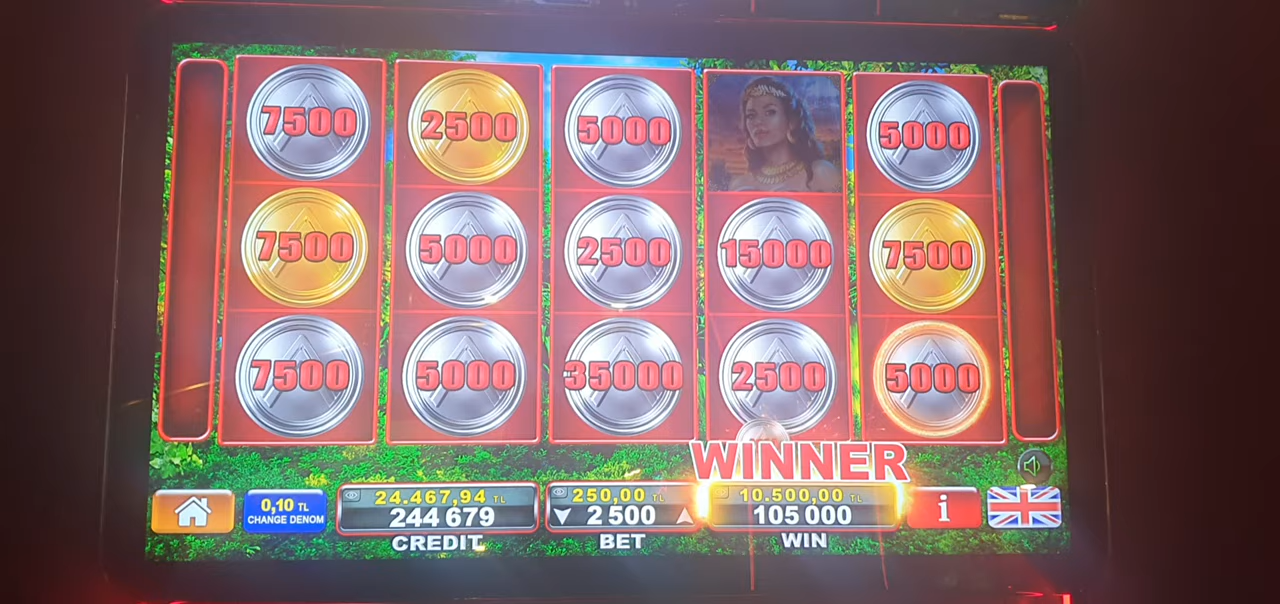 7500 2500 5000 5000
7500 5000 2500 15000 7500
7500 5000 35000 2500 5000
WINNER
0,10 TL
CHANGE DENOM
24.467,94 TL
244 679
CREDIT
250,00 TL
2 500
BET
10.500,00 TL
105 000
WIN
i